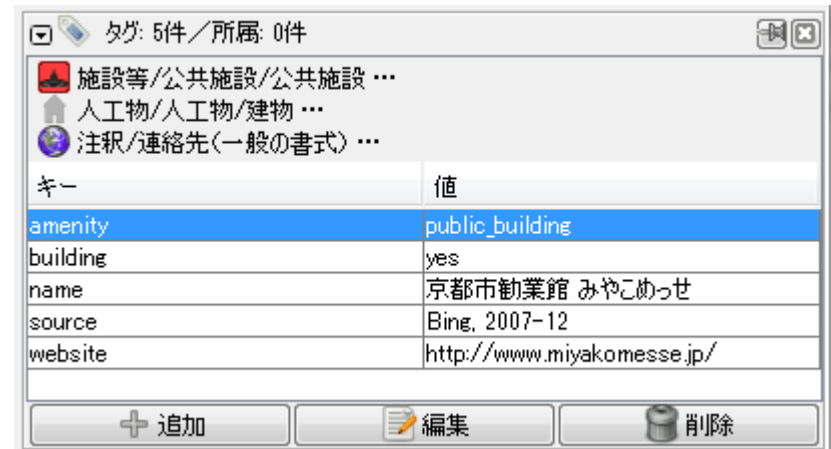 タグ: 5件／所属: 0件
施設等/公共施設/公共施設 …
人工物/人工物/建物 …
注釈/連絡先(一般の書式) …
キー 値
amenity public_building
building yes
name 京都市勧業館 みやこめっせ
source Bing, 2007-12
website http://www.miyakomesse.jp/
追加 編集 削除